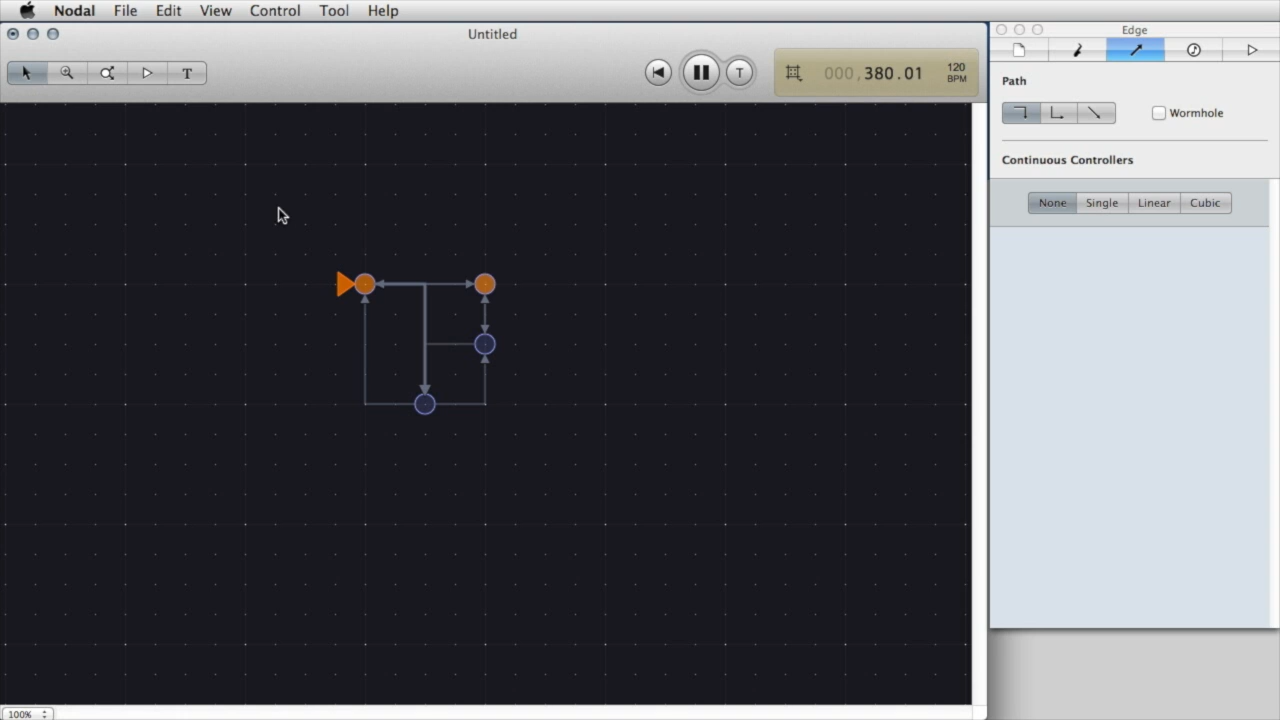 Nodal File Edit View Control Tool Help
Untitled
Edge
T
T
000,380.01
120
BPM
Path
Wormhole
Continuous Controllers
None Single Linear Cubic
100%